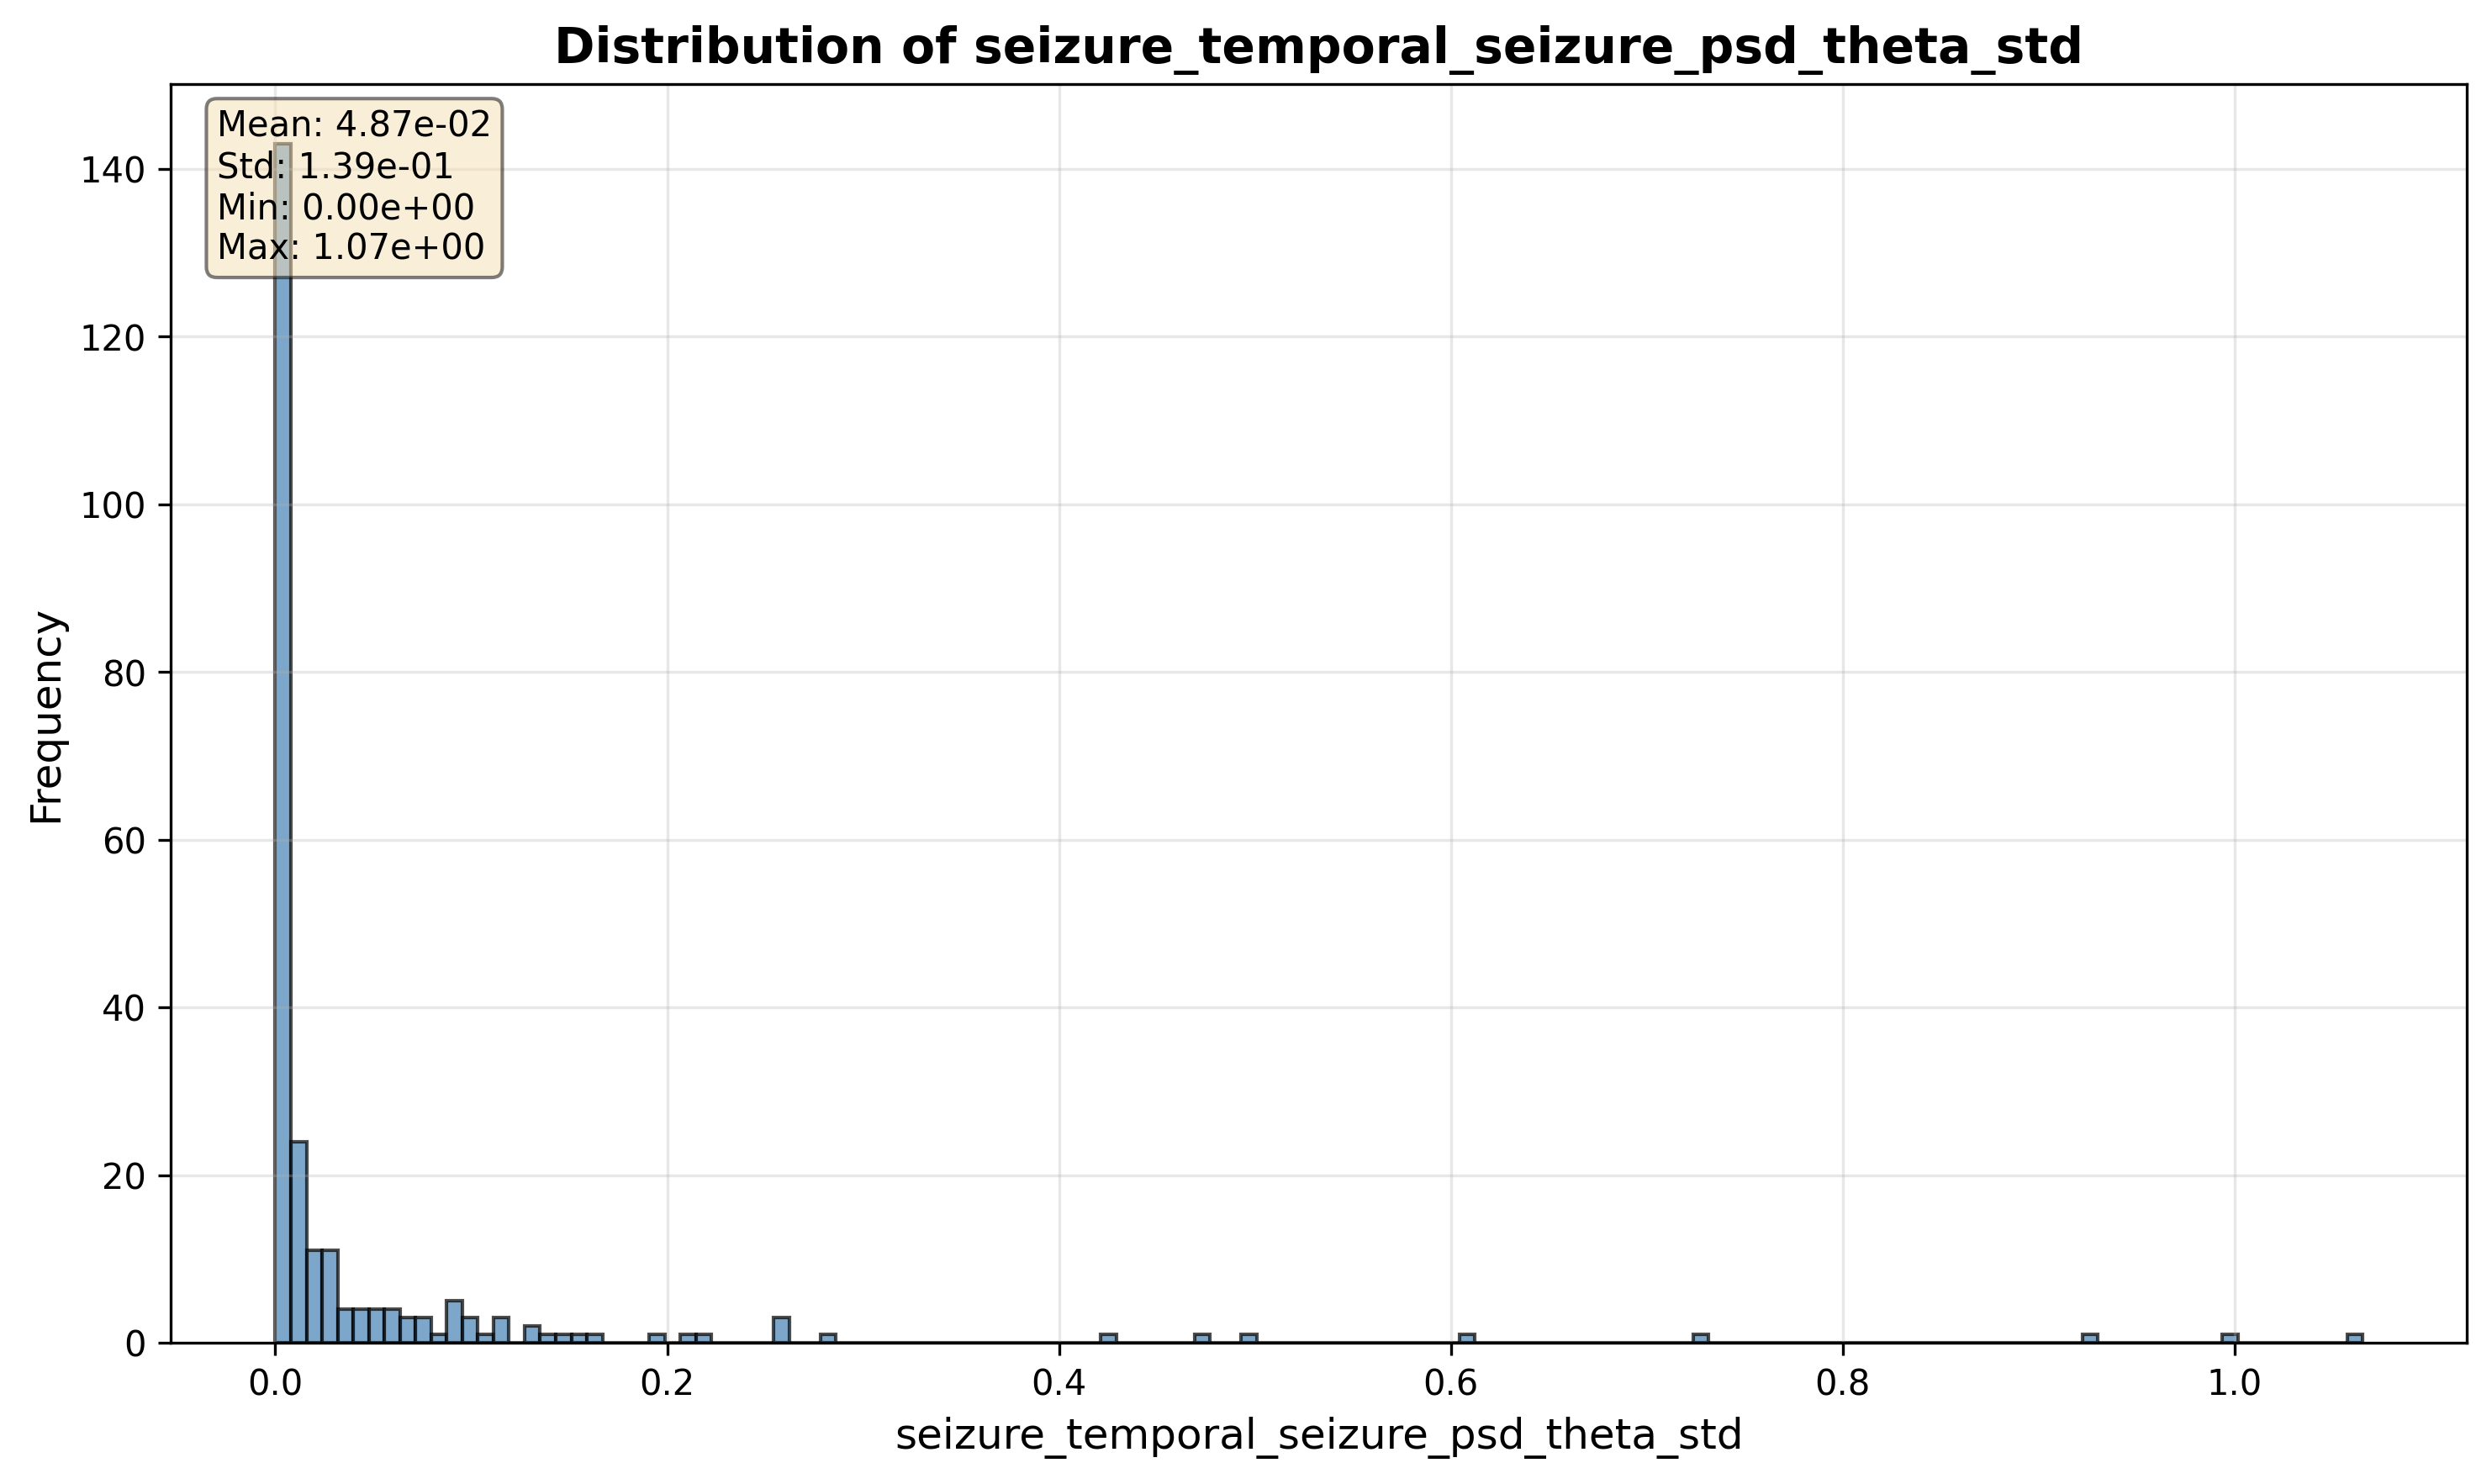 Distribution of seizure_temporal_seizure_psd_theta_std
Mean: 4.87e-02
Std: 1.39e-01
Min: 0.00e+00
Max: 1.07e+00
140
120
100
80
60
40
20
0
Frequency
0.0 0.2 0.4 0.6 0.8 1.0
seizure_temporal_seizure_psd_theta_std